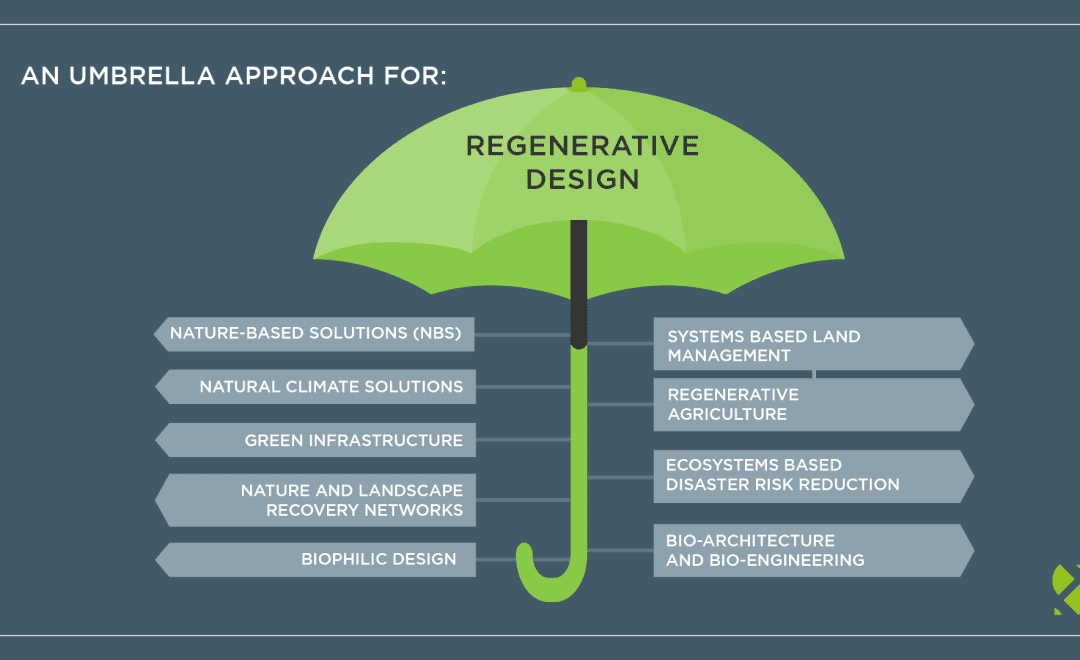 AN UMBRELLA APPROACH FOR:
REGENERATIVE
DESIGN
NATURE-BASED SOLUTIONS (NBS)
NATURAL CLIMATE SOLUTIONS
GREEN INFRASTRUCTURE
NATURE AND LANDSCAPE
RECOVERY NETWORKS
BIOPHILIC DESIGN
SYSTEMS BASED LAND
MANAGEMENT
REGENERATIVE
AGRICULTURE
ECOSYSTEMS BASED
DISASTER RISK REDUCTION
BIO-ARCHITECTURE
AND BIO-ENGINEERING